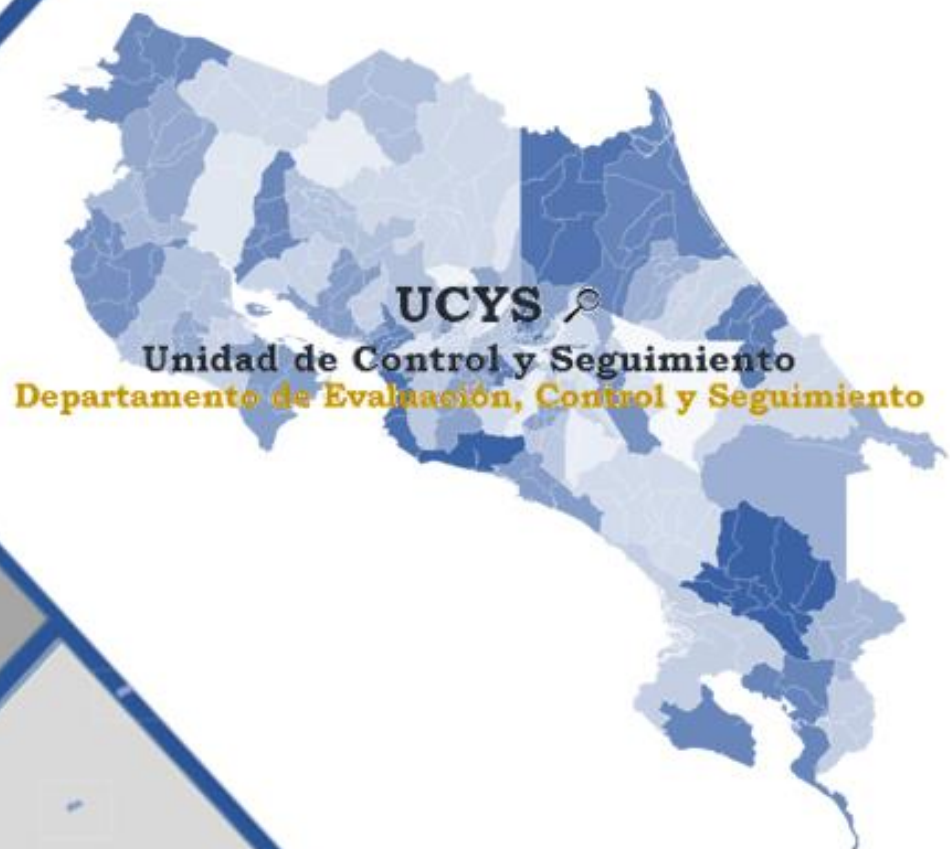 UCYS
Unidad de Control y Seguimiento
Departamento de Evaluación, Control y Seguimiento